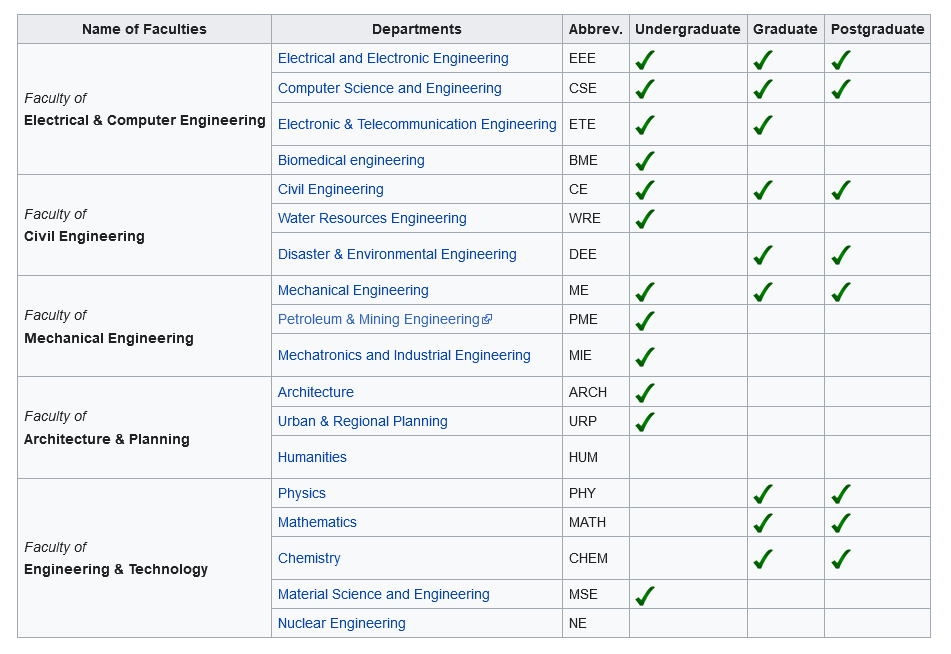 Name of Faculties Departments Abbrev. Undergraduate Graduate Postgraduate
Faculty of
Electrical & Computer Engineering
Electrical and Electronic Engineering EEE ✓ ✓ ✓
Computer Science and Engineering CSE ✓ ✓ ✓
Electronic & Telecommunication Engineering ETE ✓ ✓
Biomedical engineering BME ✓
Faculty of
Civil Engineering
Civil Engineering CE ✓ ✓ ✓
Water Resources Engineering WRE ✓
Disaster & Environmental Engineering DEE ✓ ✓
Faculty of
Mechanical Engineering
Mechanical Engineering ME ✓ ✓ ✓
Petroleum & Mining Engineering PME ✓
Mechatronics and Industrial Engineering MIE ✓
Faculty of
Architecture & Planning
Architecture ARCH ✓
Urban & Regional Planning URP ✓
Humanities HUM
Faculty of
Engineering & Technology
Physics PHY ✓ ✓
Mathematics MATH ✓ ✓
Chemistry CHEM ✓ ✓
Material Science and Engineering MSE ✓
Nuclear Engineering NE